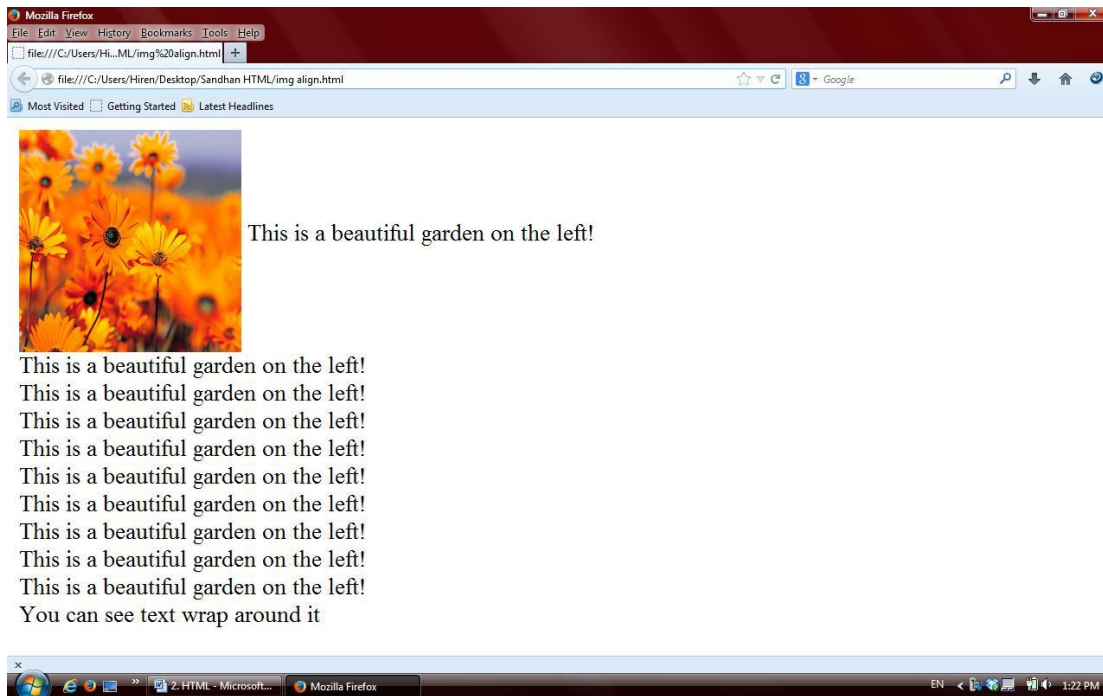 Mozilla Firefox
File Edit View History Bookmarks Tools Help
file:///C:/Users/Hi...ML/img%20align.html +
file:///C:/Users/Hiren/Desktop/Sandhan HTML/img align.html
Google
Most Visited Getting Started Latest Headlines
This is a beautiful garden on the left!
This is a beautiful garden on the left!
This is a beautiful garden on the left!
This is a beautiful garden on the left!
This is a beautiful garden on the left!
This is a beautiful garden on the left!
This is a beautiful garden on the left!
This is a beautiful garden on the left!
This is a beautiful garden on the left!
This is a beautiful garden on the left!
You can see text wrap around it
2. HTML - Microsoft... Mozilla Firefox EN 1:22 PM